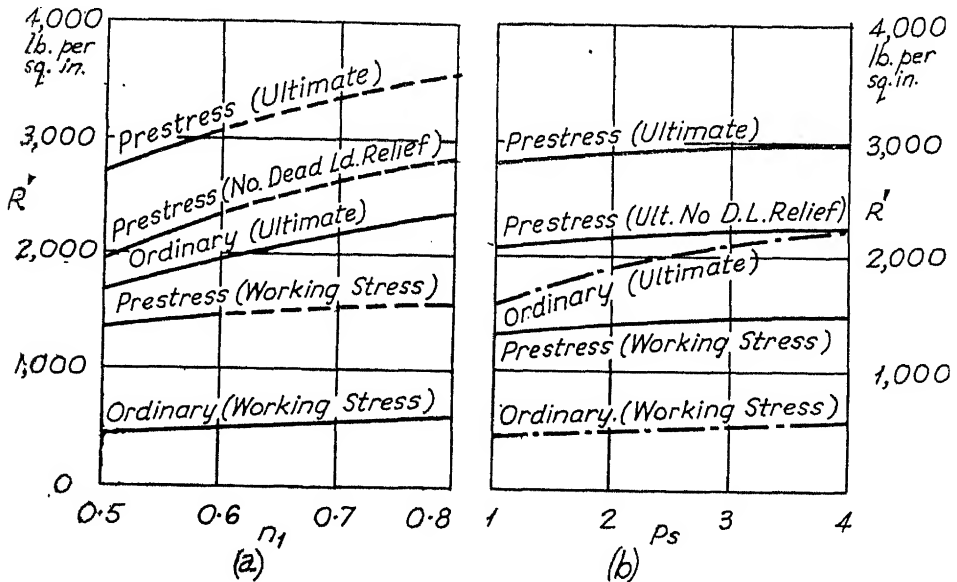 4,000
lb. per
sq. in.
3,000
R'
2,000
1,000
0
Prestress (Ultimate)
Prestress (No. Dead Ld. Relief)
Ordinary (Ultimate)
Prestress (Working Stress)
Ordinary (Working Stress)
0.5
0.6
0.7
0.8
n1
(a)
4,000
lb. per
sq. in.
3,000
R'
2,000
1,000
Prestress (Ultimate)
Prestress (Ult. No D.L. Relief)
Ordinary (Ultimate)
Prestress (Working Stress)
Ordinary. (Working Stress)
1
2
3
4
Ps
(b)